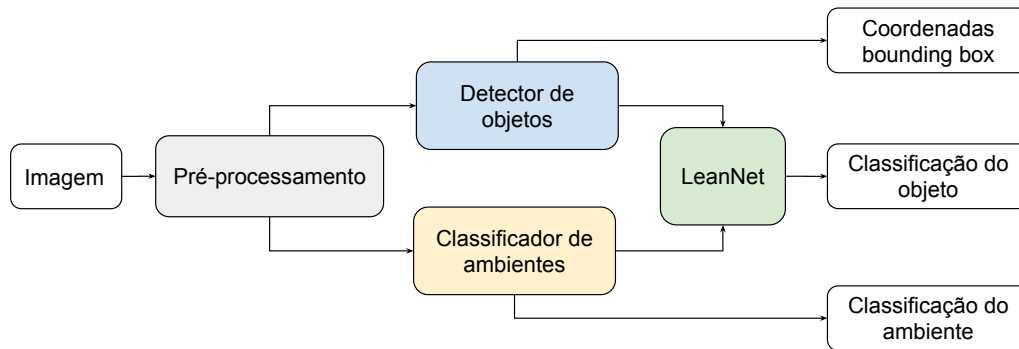 Coordenadas
bounding box
Detector de
objetos
Imagem
Pré-processamento
LeanNet
Classificação do
objeto
Classificador de
ambientes
Classificação do
ambiente